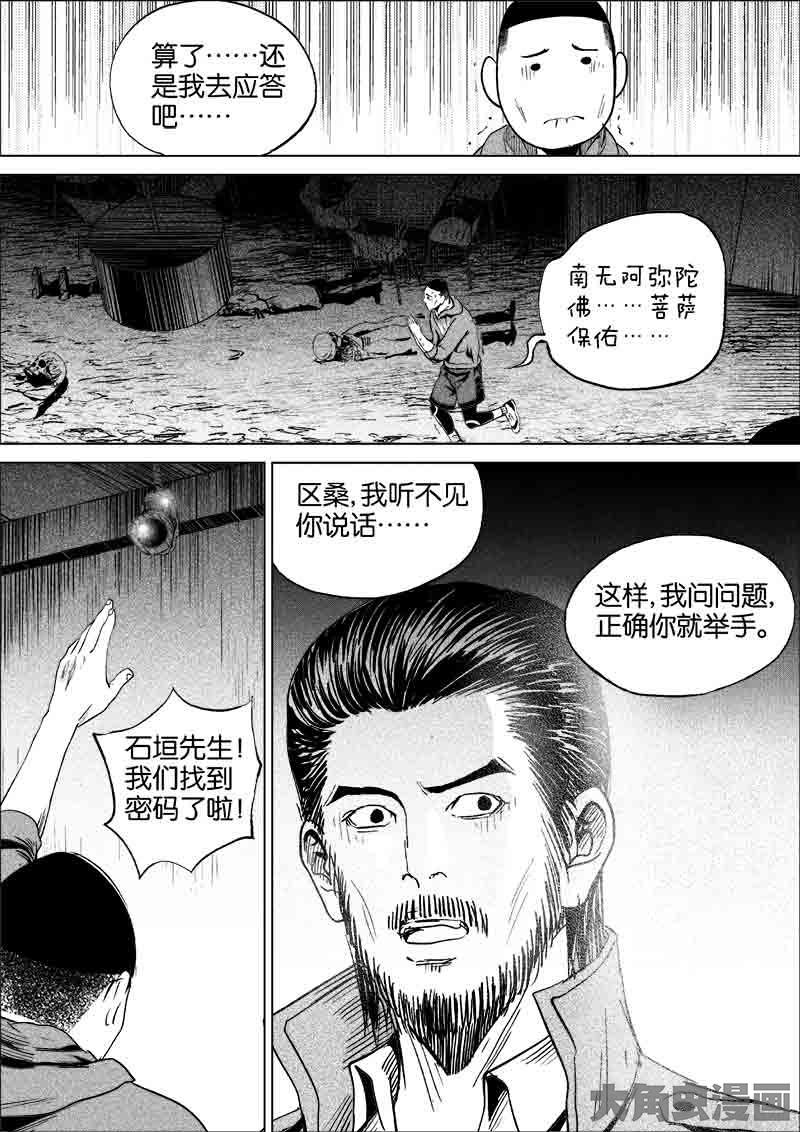 算了……还
是我去应答
吧……
南无阿弥陀
佛……菩萨
保佑……
区桑,我听不见
你说话……
这样,我问问题,
正确你就举手。
石垣先生!
我们找到
密码了啦!
大角虫漫画